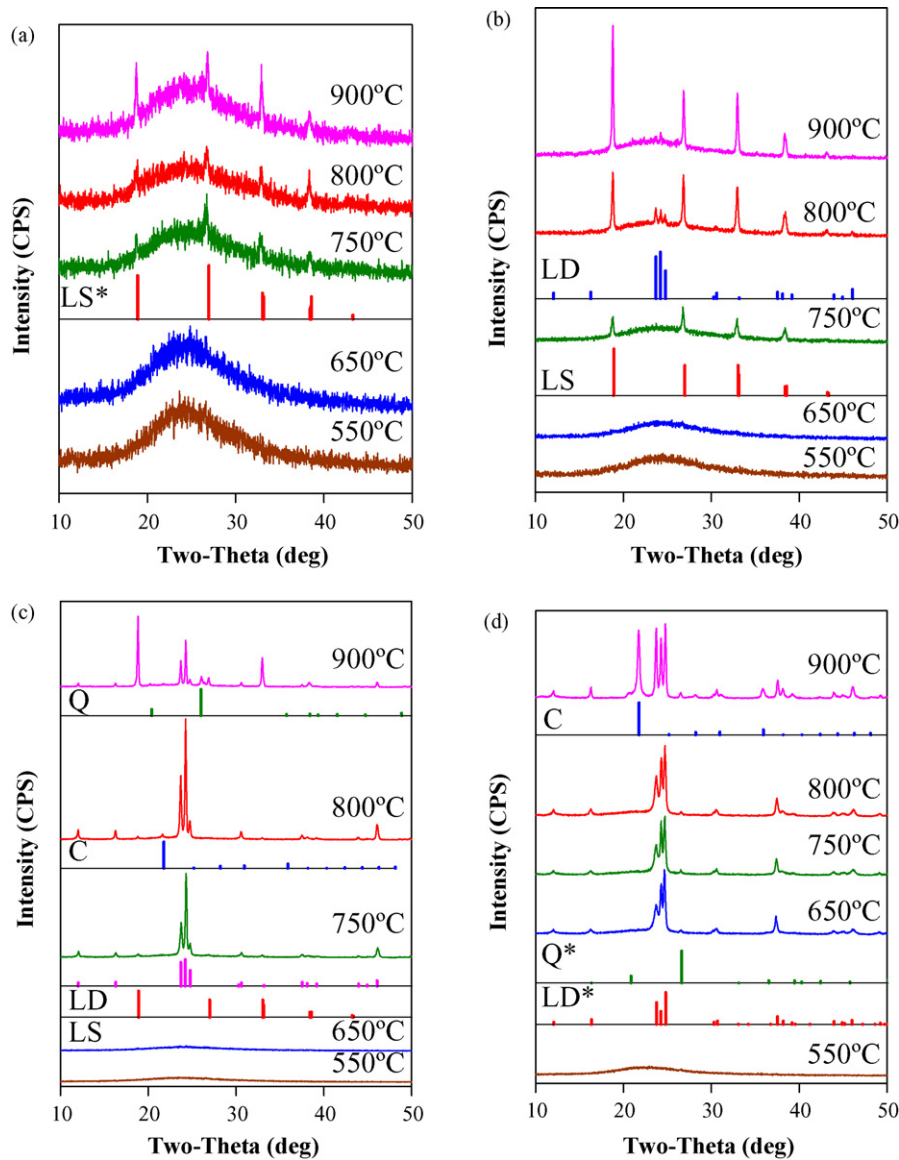 (a)
Intensity (CPS)
900ºC
800ºC
750ºC
LS*
650ºC
550ºC
10 20 30 40 50
Two-Theta (deg)
(b)
Intensity (CPS)
900ºC
800ºC
LD
750ºC
LS
650ºC
550ºC
10 20 30 40 50
Two-Theta (deg)
(c)
Intensity (CPS)
900ºC
Q
800ºC
C
750ºC
LD
LS
650ºC
550ºC
10 20 30 40 50
Two-Theta (deg)
(d)
Intensity (CPS)
900ºC
C
800ºC
750ºC
650ºC
Q*
LD*
550ºC
10 20 30 40 50
Two-Theta (deg)